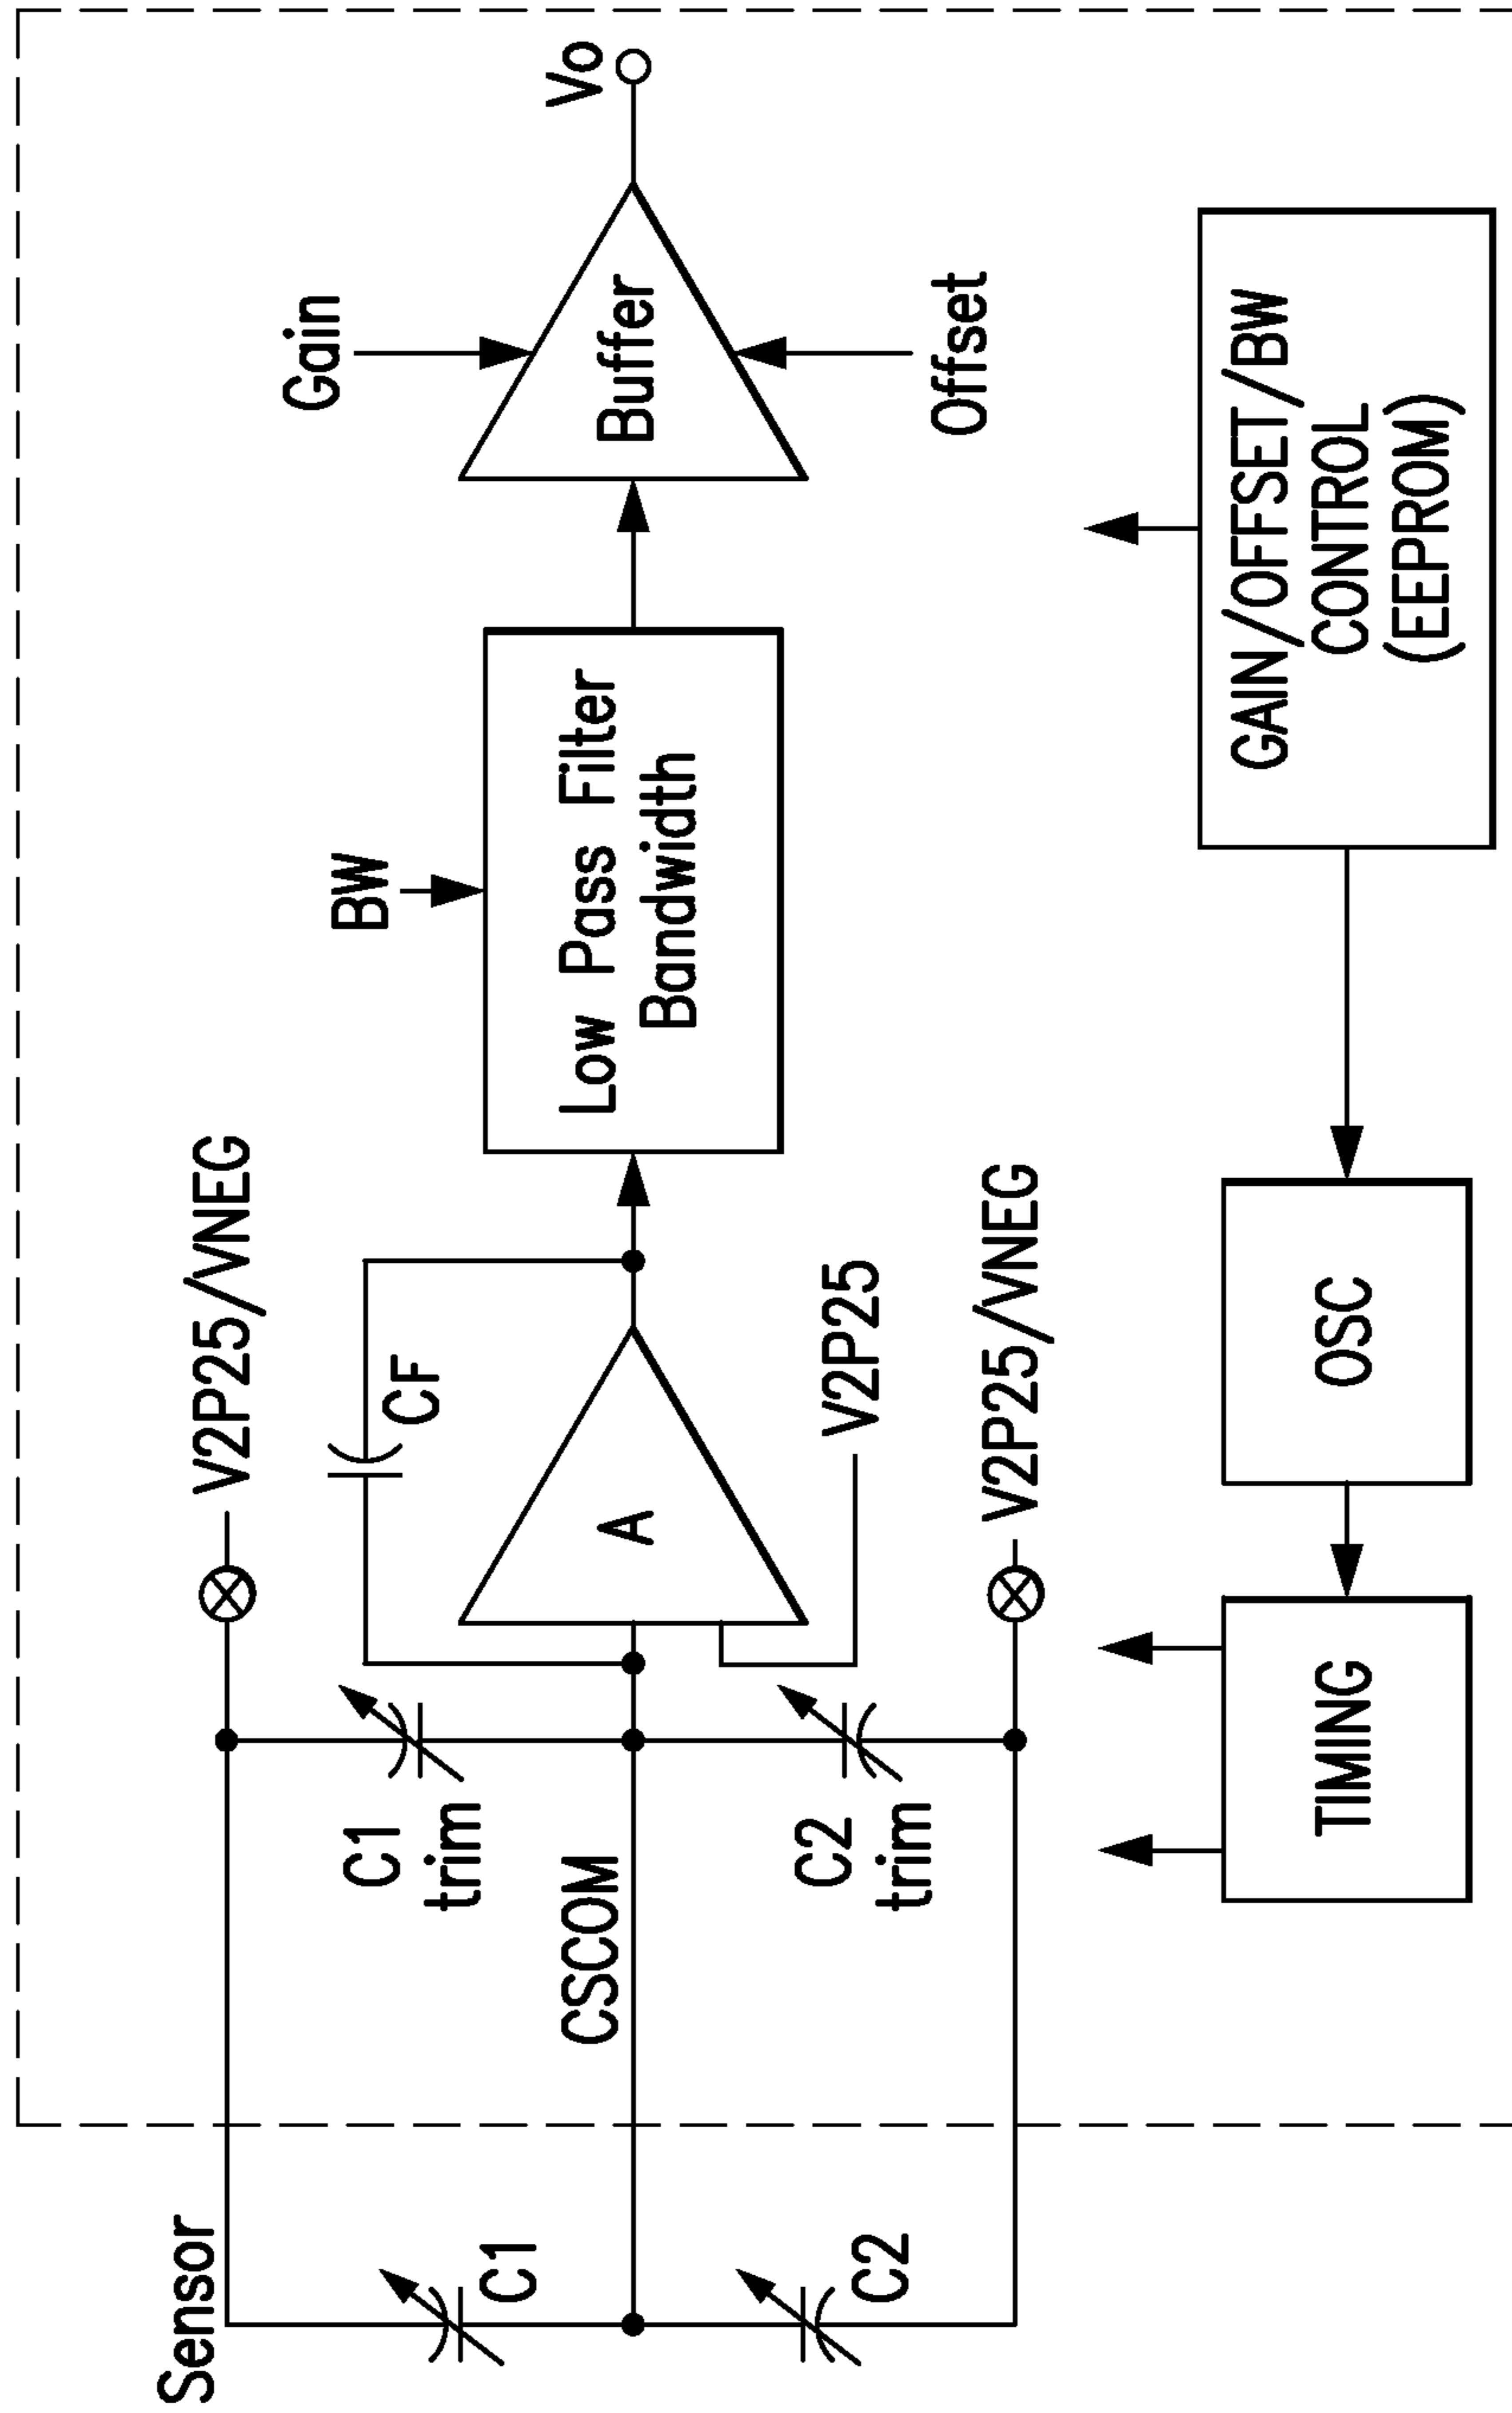 Sensor
C1
C2
C1
trim
CSCOM
C2
trim
V2P25/VNEG
CF
A
V2P25
V2P25/VNEG
BW
Low Pass Filter
Bandwidth
Gain
Buffer
Offset
Vo
TIMING
OSC
GAIN/OFFSET/BW
CONTROL
(EEPROM)